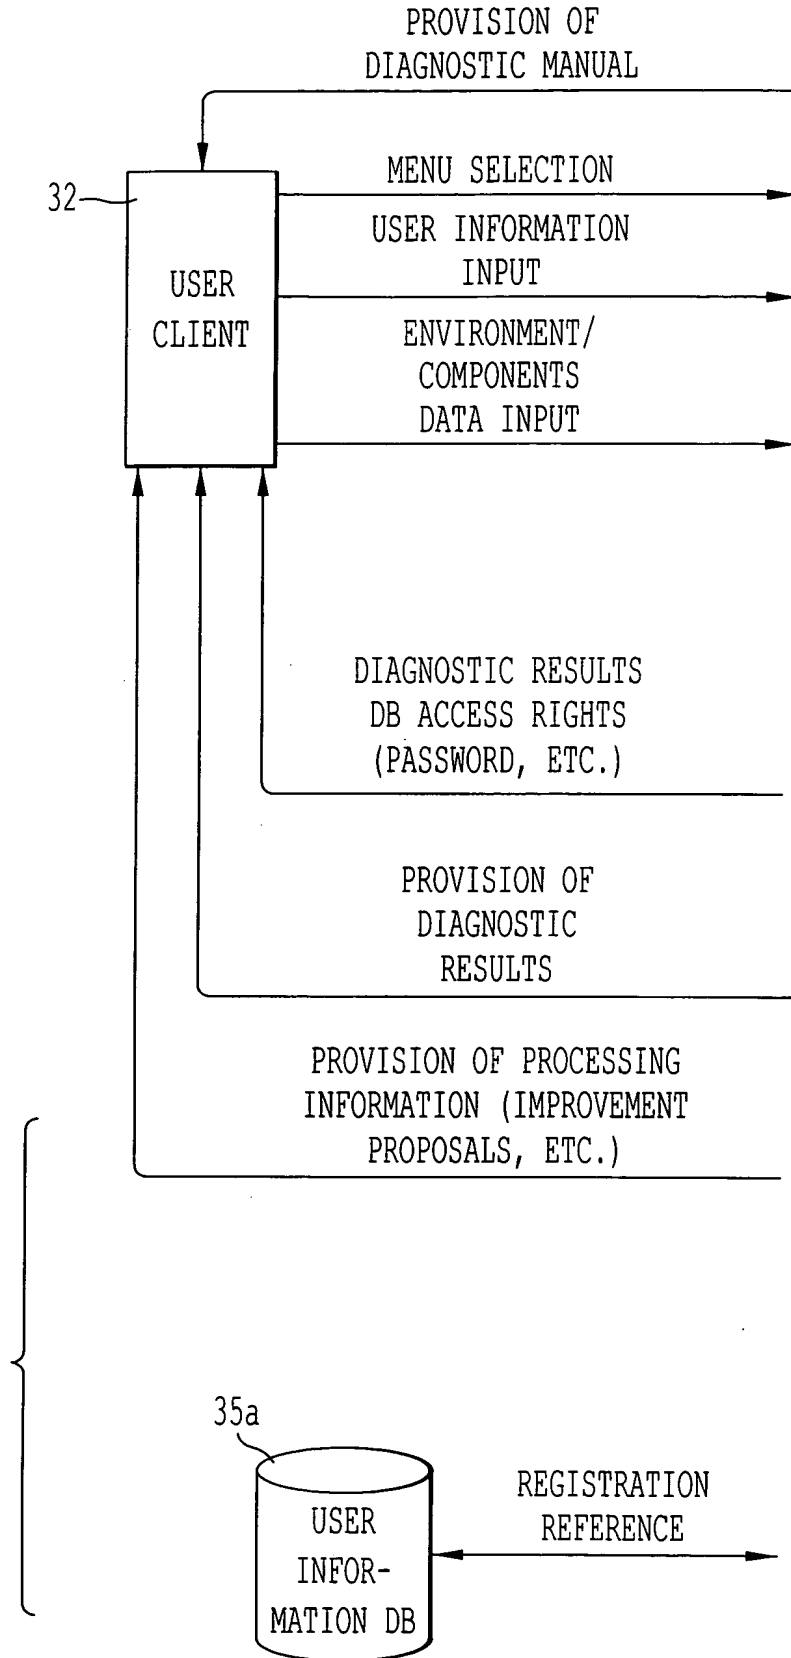 PROVISION OF
DIAGNOSTIC MANUAL
32
MENU SELECTION
USER INFORMATION
INPUT
USER
CLIENT
ENVIRONMENT/
COMPONENTS
DATA INPUT
DIAGNOSTIC RESULTS
DB ACCESS RIGHTS
(PASSWORD, ETC.)
PROVISION OF
DIAGNOSTIC
RESULTS
PROVISION OF PROCESSING
INFORMATION (IMPROVEMENT
PROPOSALS, ETC.)
35a
USER
INFOR-
MATION DB
REGISTRATION
REFERENCE